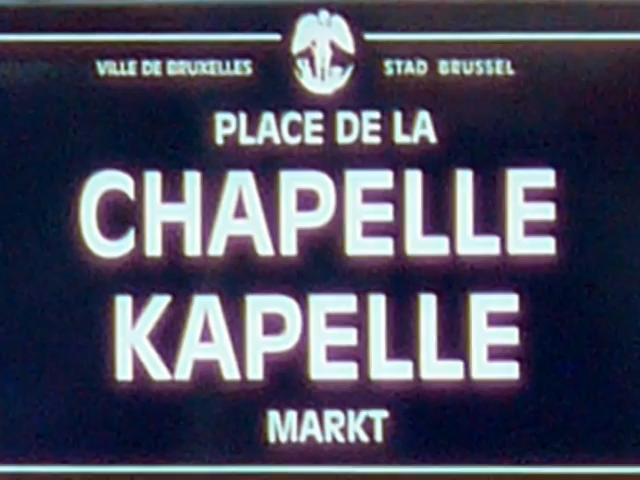 VILLE DE BRUXELLES STAD BRUSSEL
PLACE DE LA
CHAPELLE
KAPELLE
MARKT